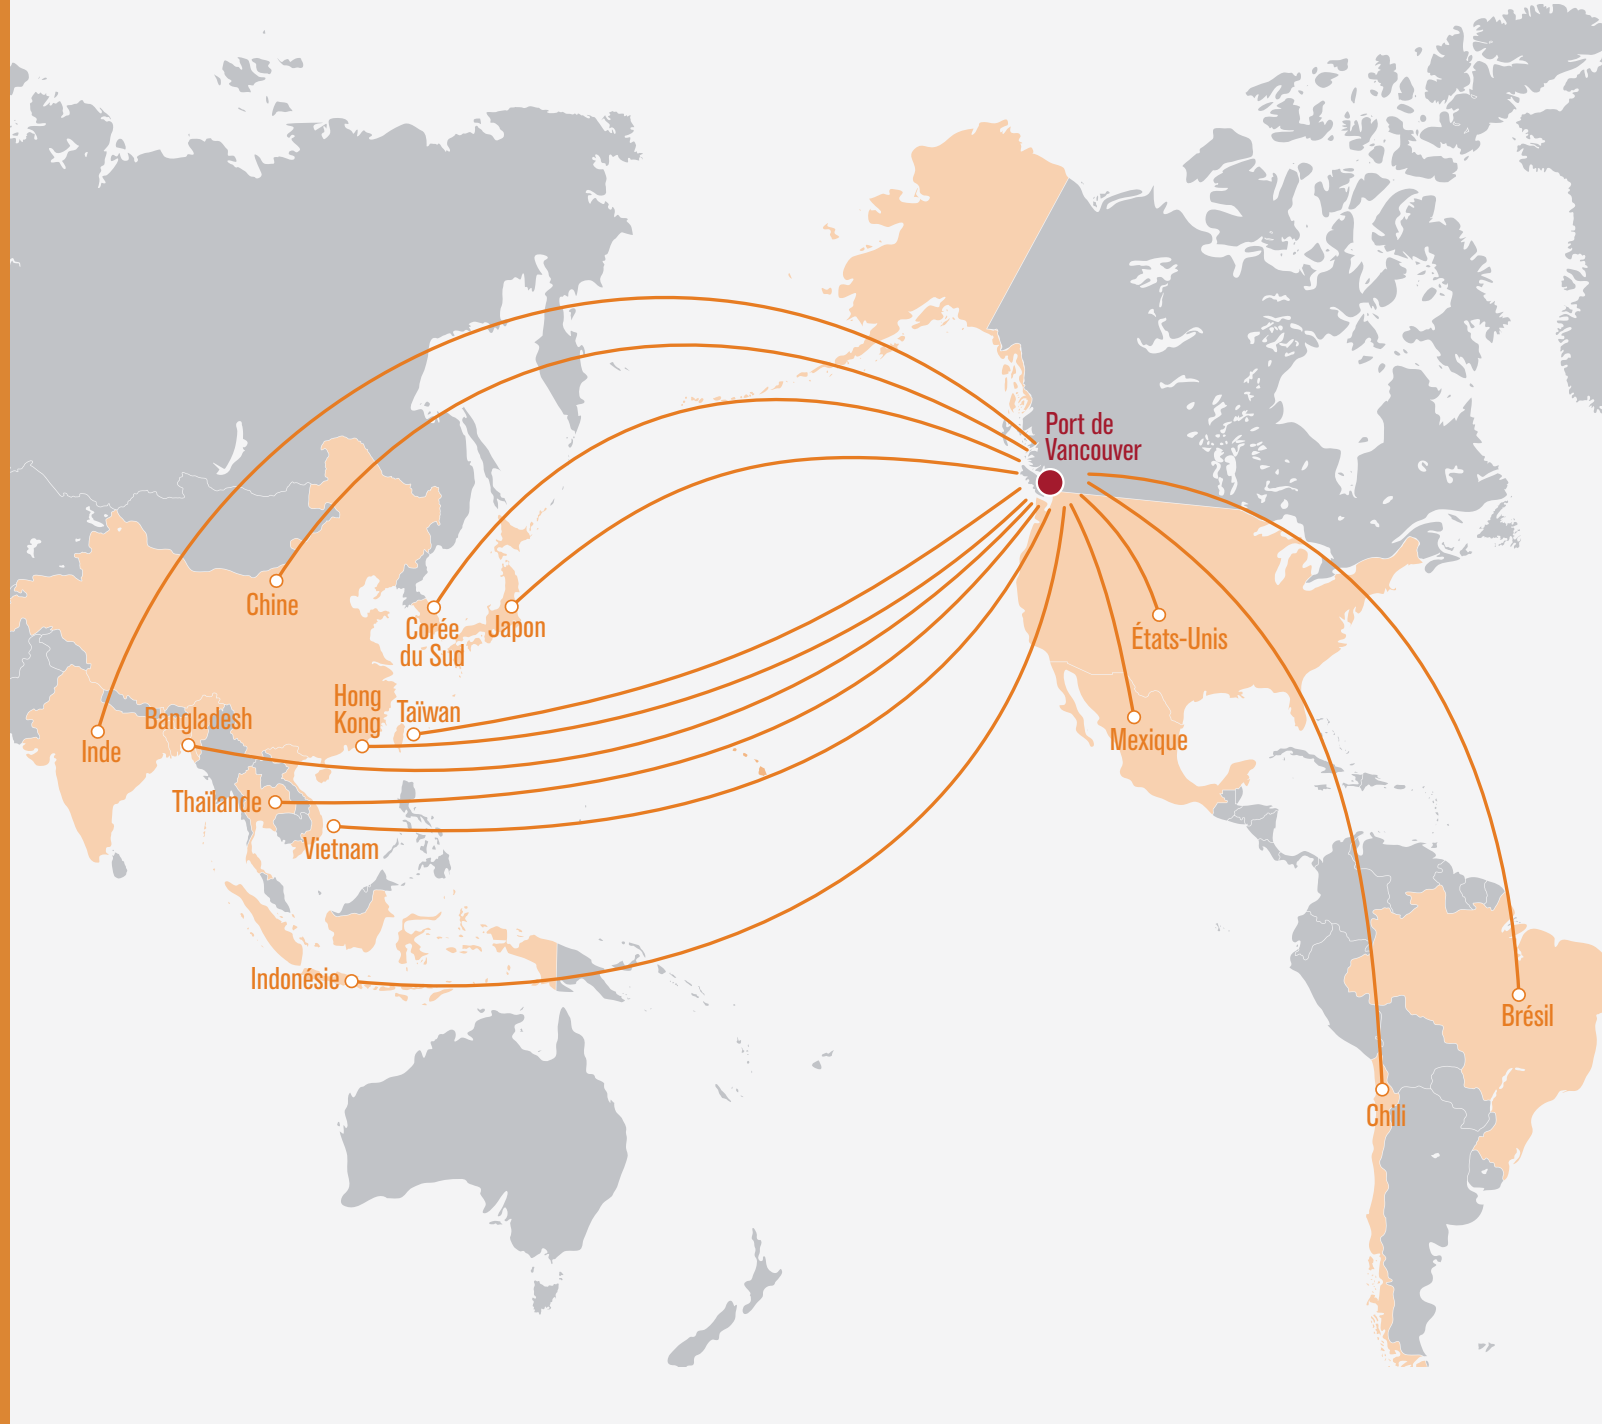 Port de
Vancouver
Chine
Corée
du Sud
Japon
États-Unis
Hong
Kong
Taïwan
Bangladesh
Inde
Mexique
Thaïlande
Vietnam
Indonésie
Brésil
Chili